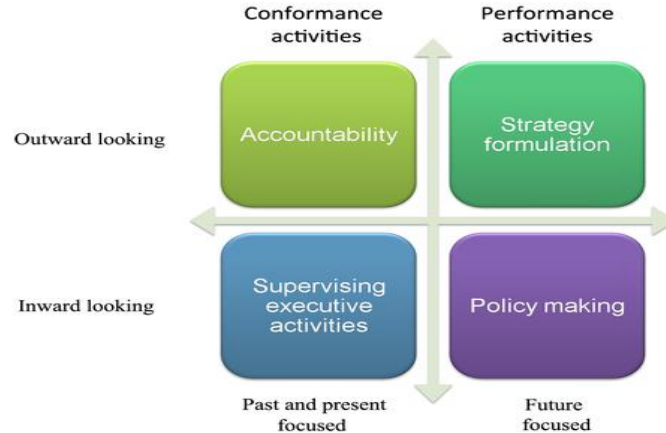 Conformance
activities
Performance
activities
Outward looking
Accountability
Strategy
formulation
Inward looking
Supervising
executive
activities
Policy making
Past and present
focused
Future
focused